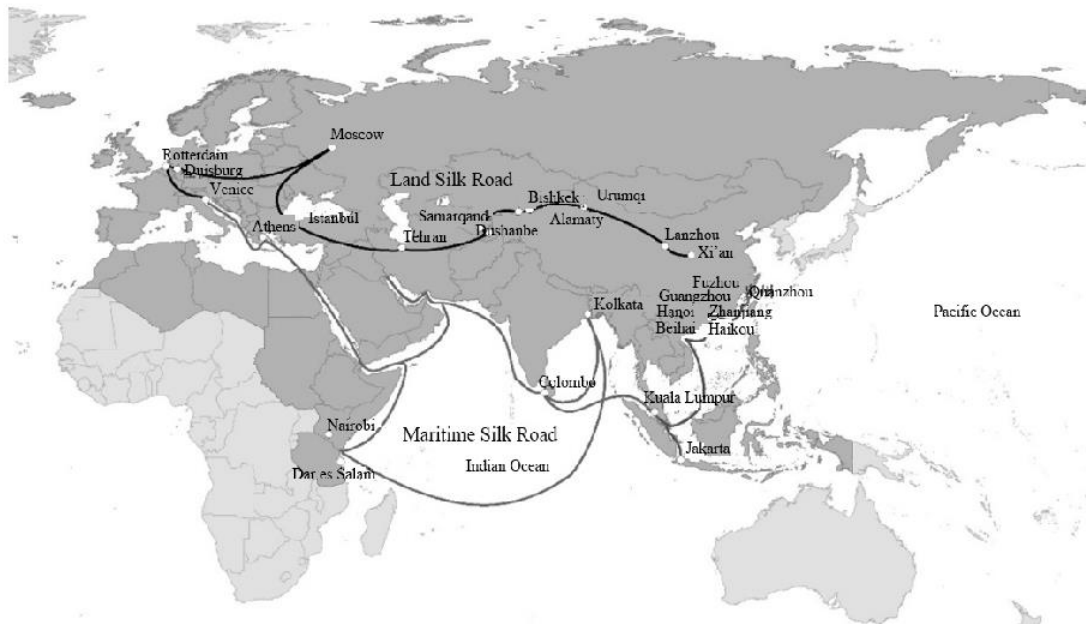 Moscow
Rotterdam
Duisburg
Venice
Land Silk Road
Bishkek
Urumqi
Samarqand
Istanbul
Alamaty
Athens
Dushanbe
Tehran
Lanzhou
Xi'an
Fuzhou
Quanzhou
Guangzhou
Kolkata
Hanoi
Zhanjiang
Pacific Ocean
Beihai
Haikou
Colombo
Kuala Lumpur
Nairobi
Maritime Silk Road
Jakarta
Indian Ocean
Dar es Salam